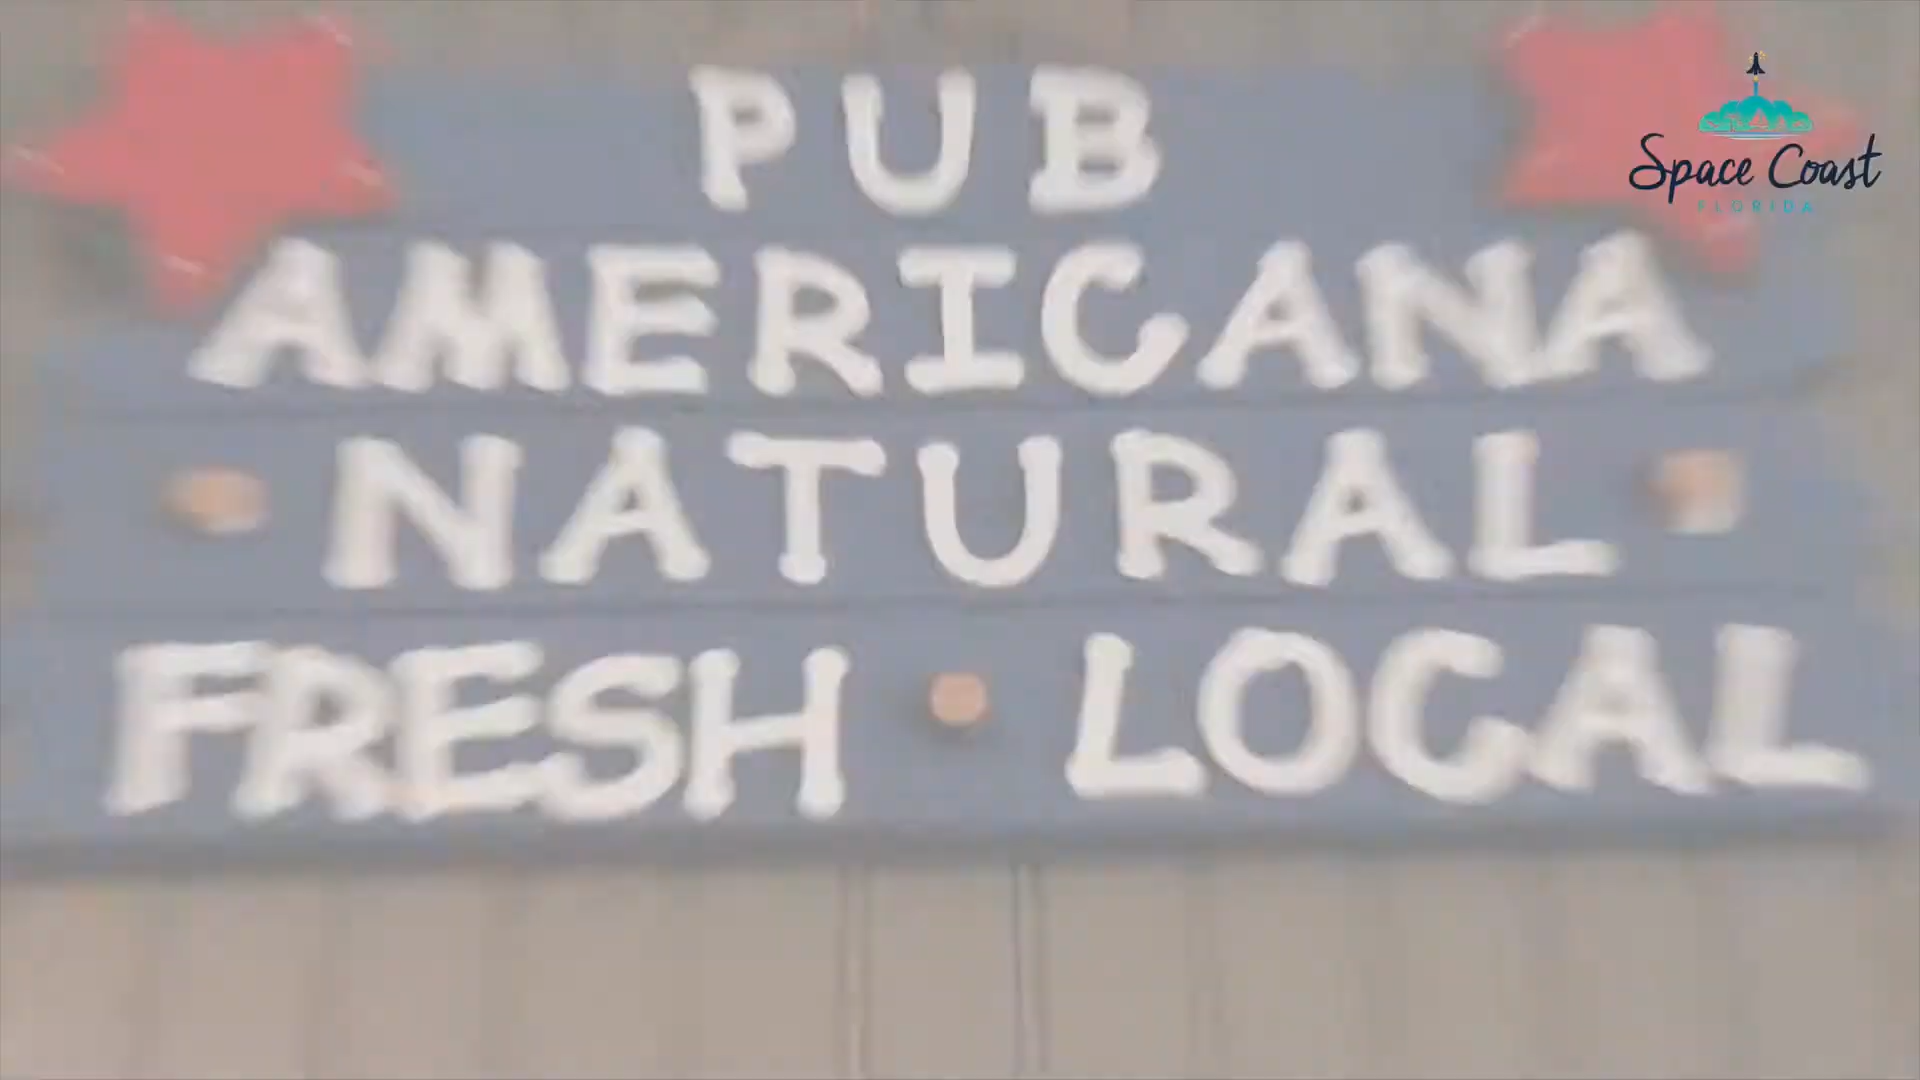 PUB
AMERICANA
NATURAL
FRESH • LOCAL
Space Coast
FLORIDA